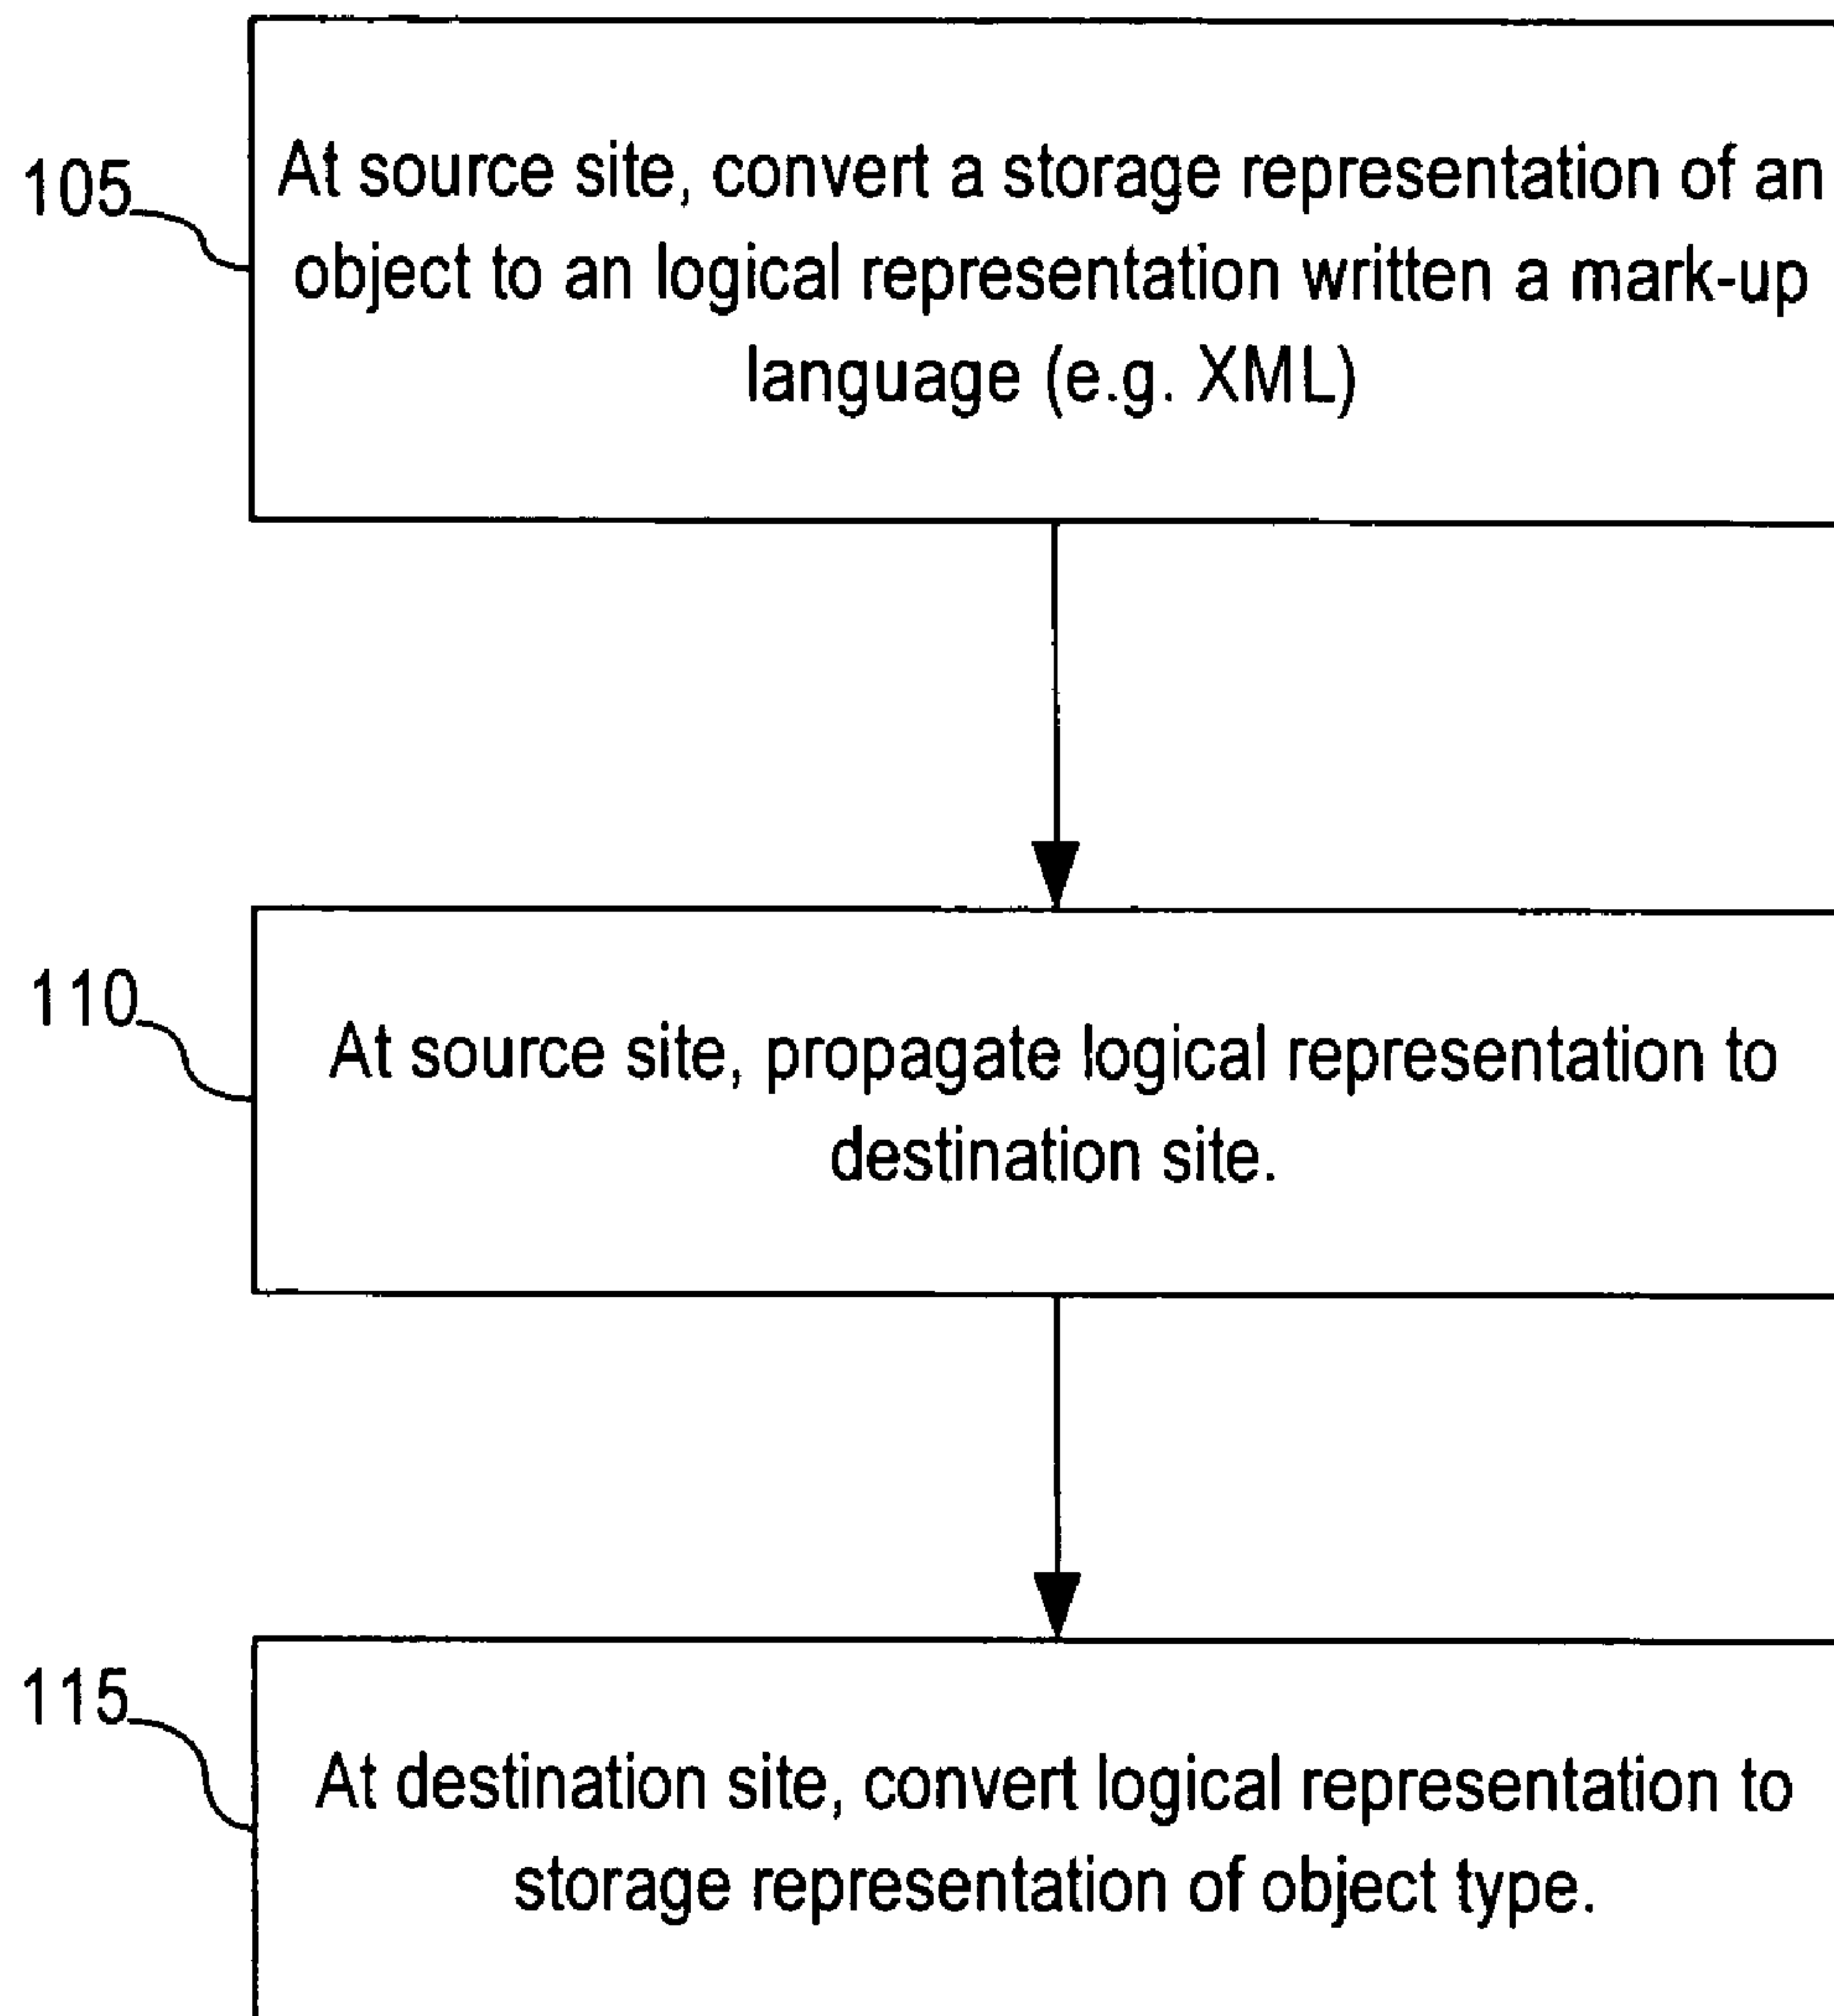 105
At source site, convert a storage representation of an
object to an logical representation written a mark-up
language (e.g. XML)
110
At source site, propagate logical representation to
destination site.
115
At destination site, convert logical representation to
storage representation of object type.